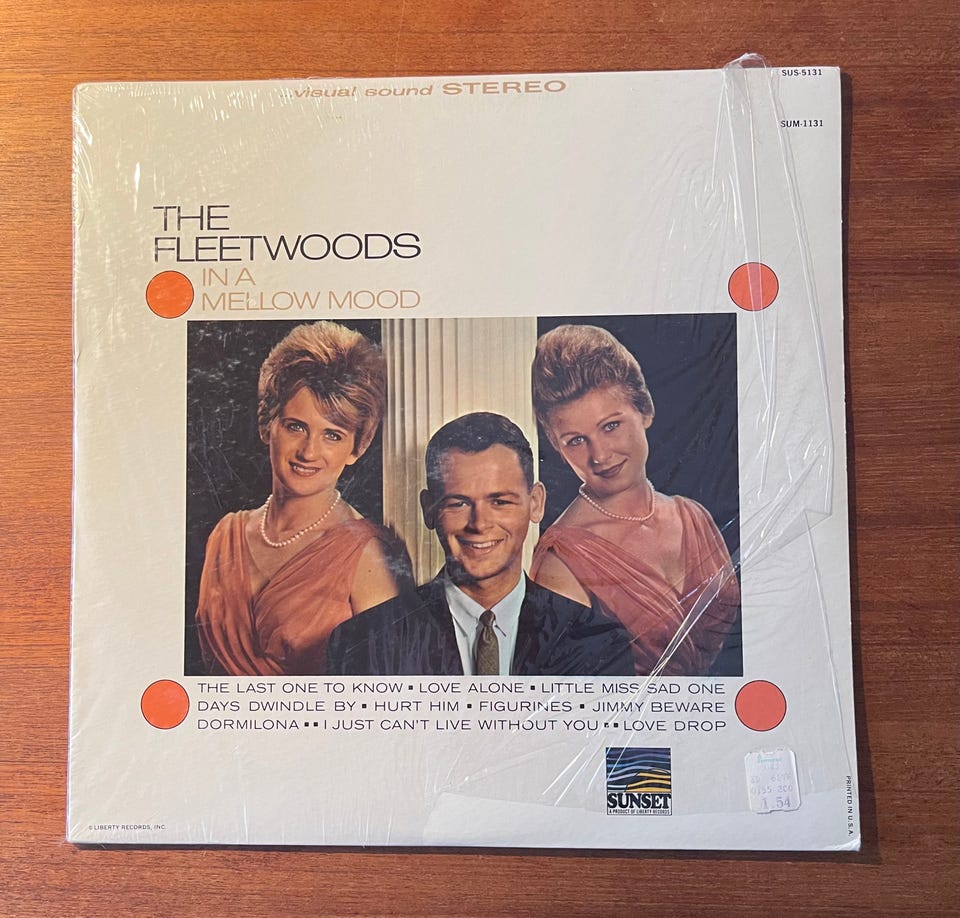 visual sound STEREO
SUS-5131
SUM-1131
THE
FLEETWOODS
IN A
MELLOW MOOD
THE LAST ONE TO KNOW ▪ LOVE ALONE ▪ LITTLE MISS SAD ONE
DAYS DWINDLE BY ▪ HURT HIM ▪ FIGURINES ▪ JIMMY BEWARE
DORMILONA ▪▪ I JUST CAN'T LIVE WITHOUT YOU ▪▪ LOVE DROP
SUNSET
A PRODUCT OF LIBERTY RECORDS
1.54
© LIBERTY RECORDS, INC.
PRINTED IN U.S.A.